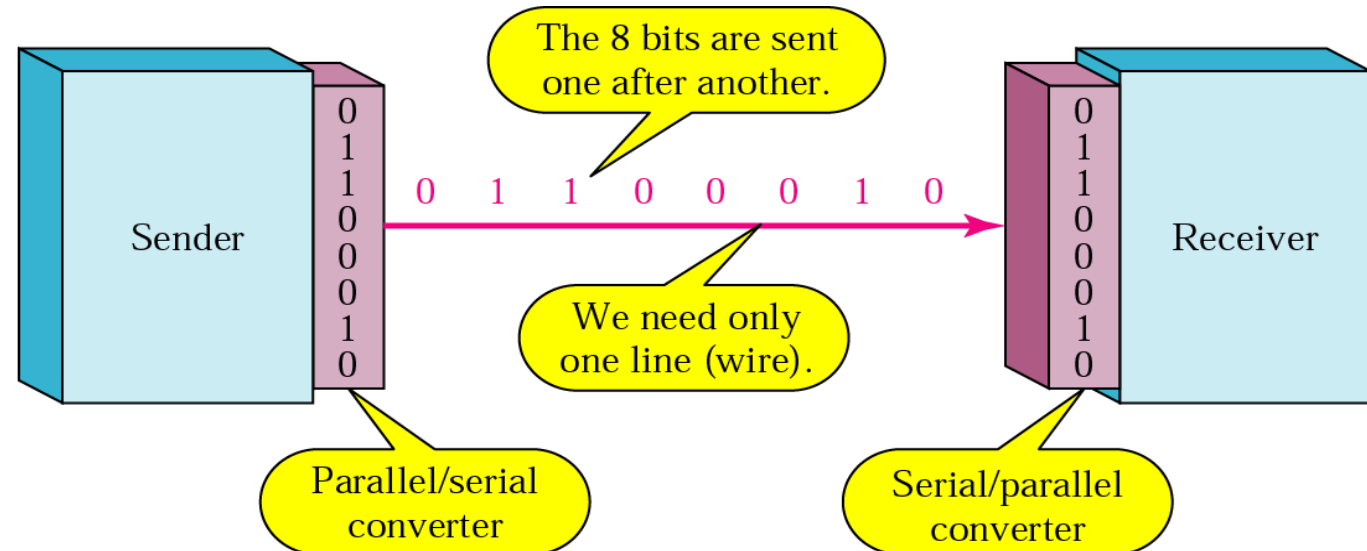 The 8 bits are sent
one after another.
0
1
1
0
0
0
1
0
Sender
0 1 1 0 0 0 1 0
0
1
1
0
0
0
1
0
Receiver
We need only
one line (wire).
Parallel/serial
converter
Serial/parallel
converter